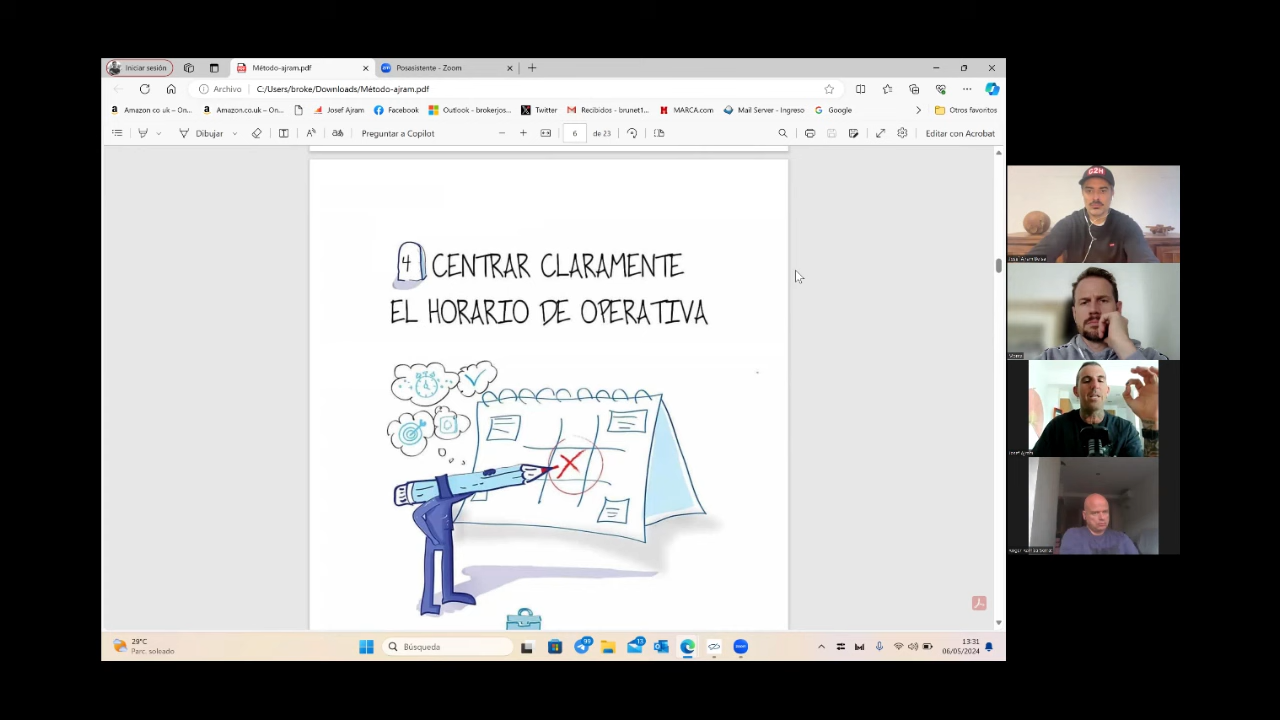 Iniciar sesión
Método-ajram.pdf
Posasistente - Zoom
Archivo
C:/Users/broke/Downloads/Método-ajram.pdf
Amazon co uk – On...
Amazon.co.uk - On...
Josef Ajram
Facebook
Outlook - brokerjos...
Twitter
Recibidos - brunet1...
MARCA.com
Mail Server - Ingreso
Google
Otros favoritos
Dibujar
Preguntar a Copilot
6
de 23
Editar con Acrobat
4 CENTRAR CLARAMENTE
EL HORARIO DE OPERATIVA
G2H
29°C
Parc. soleado
Búsqueda
99
13
13:31
06/05/2024